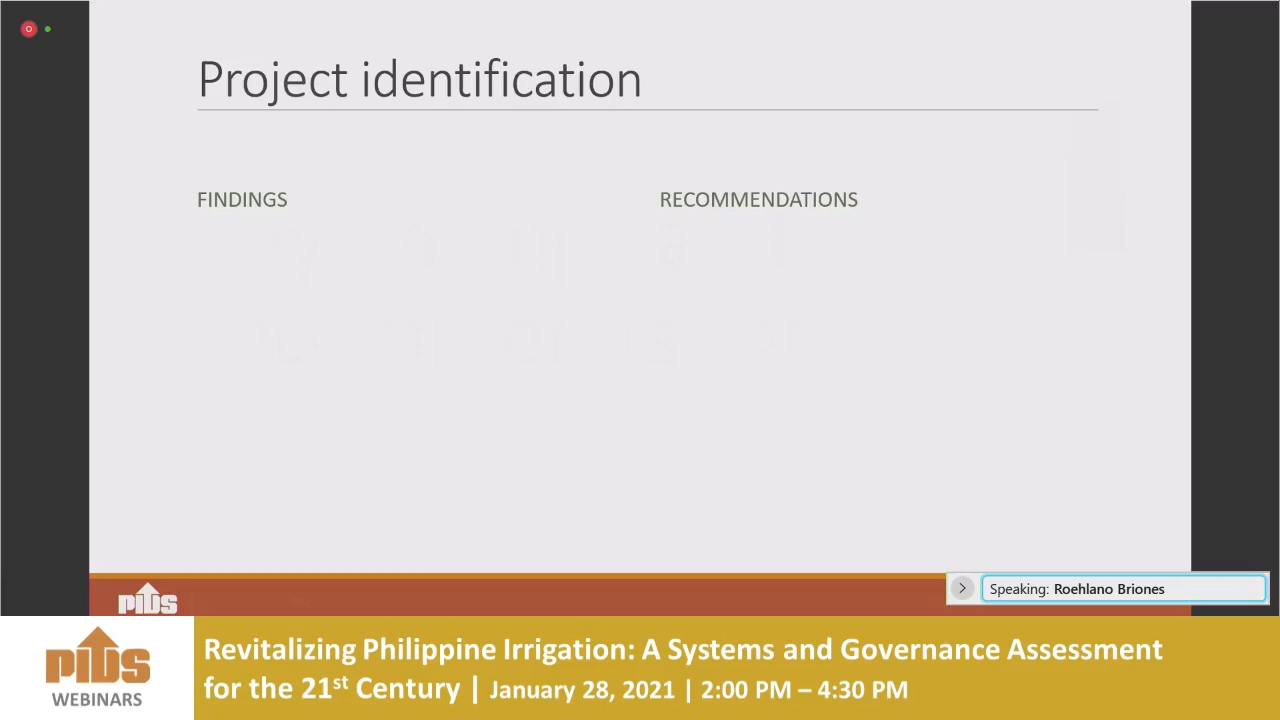 Project identification
FINDINGS
RECOMMENDATIONS
Speaking: Roehlano Briones
PIDS
PIDS
WEBINARS
Revitalizing Philippine Irrigation: A Systems and Governance Assessment
for the 21st Century | January 28, 2021 | 2:00 PM – 4:30 PM